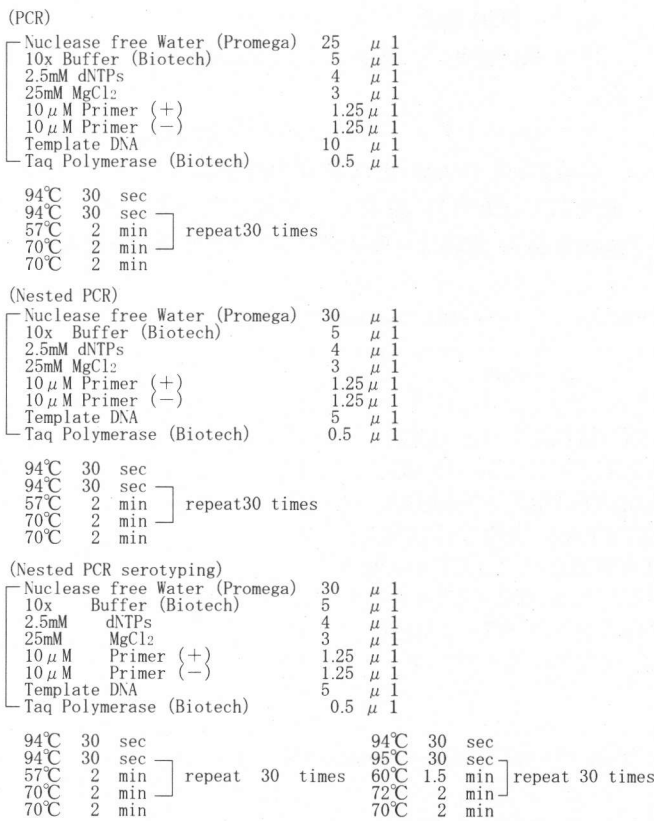 (PCR)
Nuclease free Water (Promega) 25 μl
10x Buffer (Biotech) 5 μl
2.5mM dNTPs 4 μl
25mM MgCl₂ 3 μl
10μM Primer (+) 1.25μl
10μM Primer (−) 1.25μl
Template DNA 10 μl
Taq Polymerase (Biotech) 0.5 μl
94℃ 30 sec
94℃ 30 sec
57℃ 2 min repeat30 times
70℃ 2 min
70℃ 2 min
(Nested PCR)
Nuclease free Water (Promega) 30 μl
10x Buffer (Biotech) 5 μl
2.5mM dNTPs 4 μl
25mM MgCl₂ 3 μl
10μM Primer (+) 1.25μl
10μM Primer (−) 1.25μl
Template DNA 5 μl
Taq Polymerase (Biotech) 0.5 μl
94℃ 30 sec
94℃ 30 sec
57℃ 2 min repeat30 times
70℃ 2 min
70℃ 2 min
(Nested PCR serotyping)
Nuclease free Water (Promega) 30 μl
10x Buffer (Biotech) 5 μl
2.5mM dNTPs 4 μl
25mM MgCl₂ 3 μl
10μM Primer (+) 1.25 μl
10μM Primer (−) 1.25 μl
Template DNA 5 μl
Taq Polymerase (Biotech) 0.5 μl
94℃ 30 sec 94℃ 30 sec
94℃ 30 sec 95℃ 30 sec
57℃ 2 min repeat 30 times 60℃ 1.5 min repeat 30 times
70℃ 2 min 72℃ 2 min
70℃ 2 min 70℃ 2 min